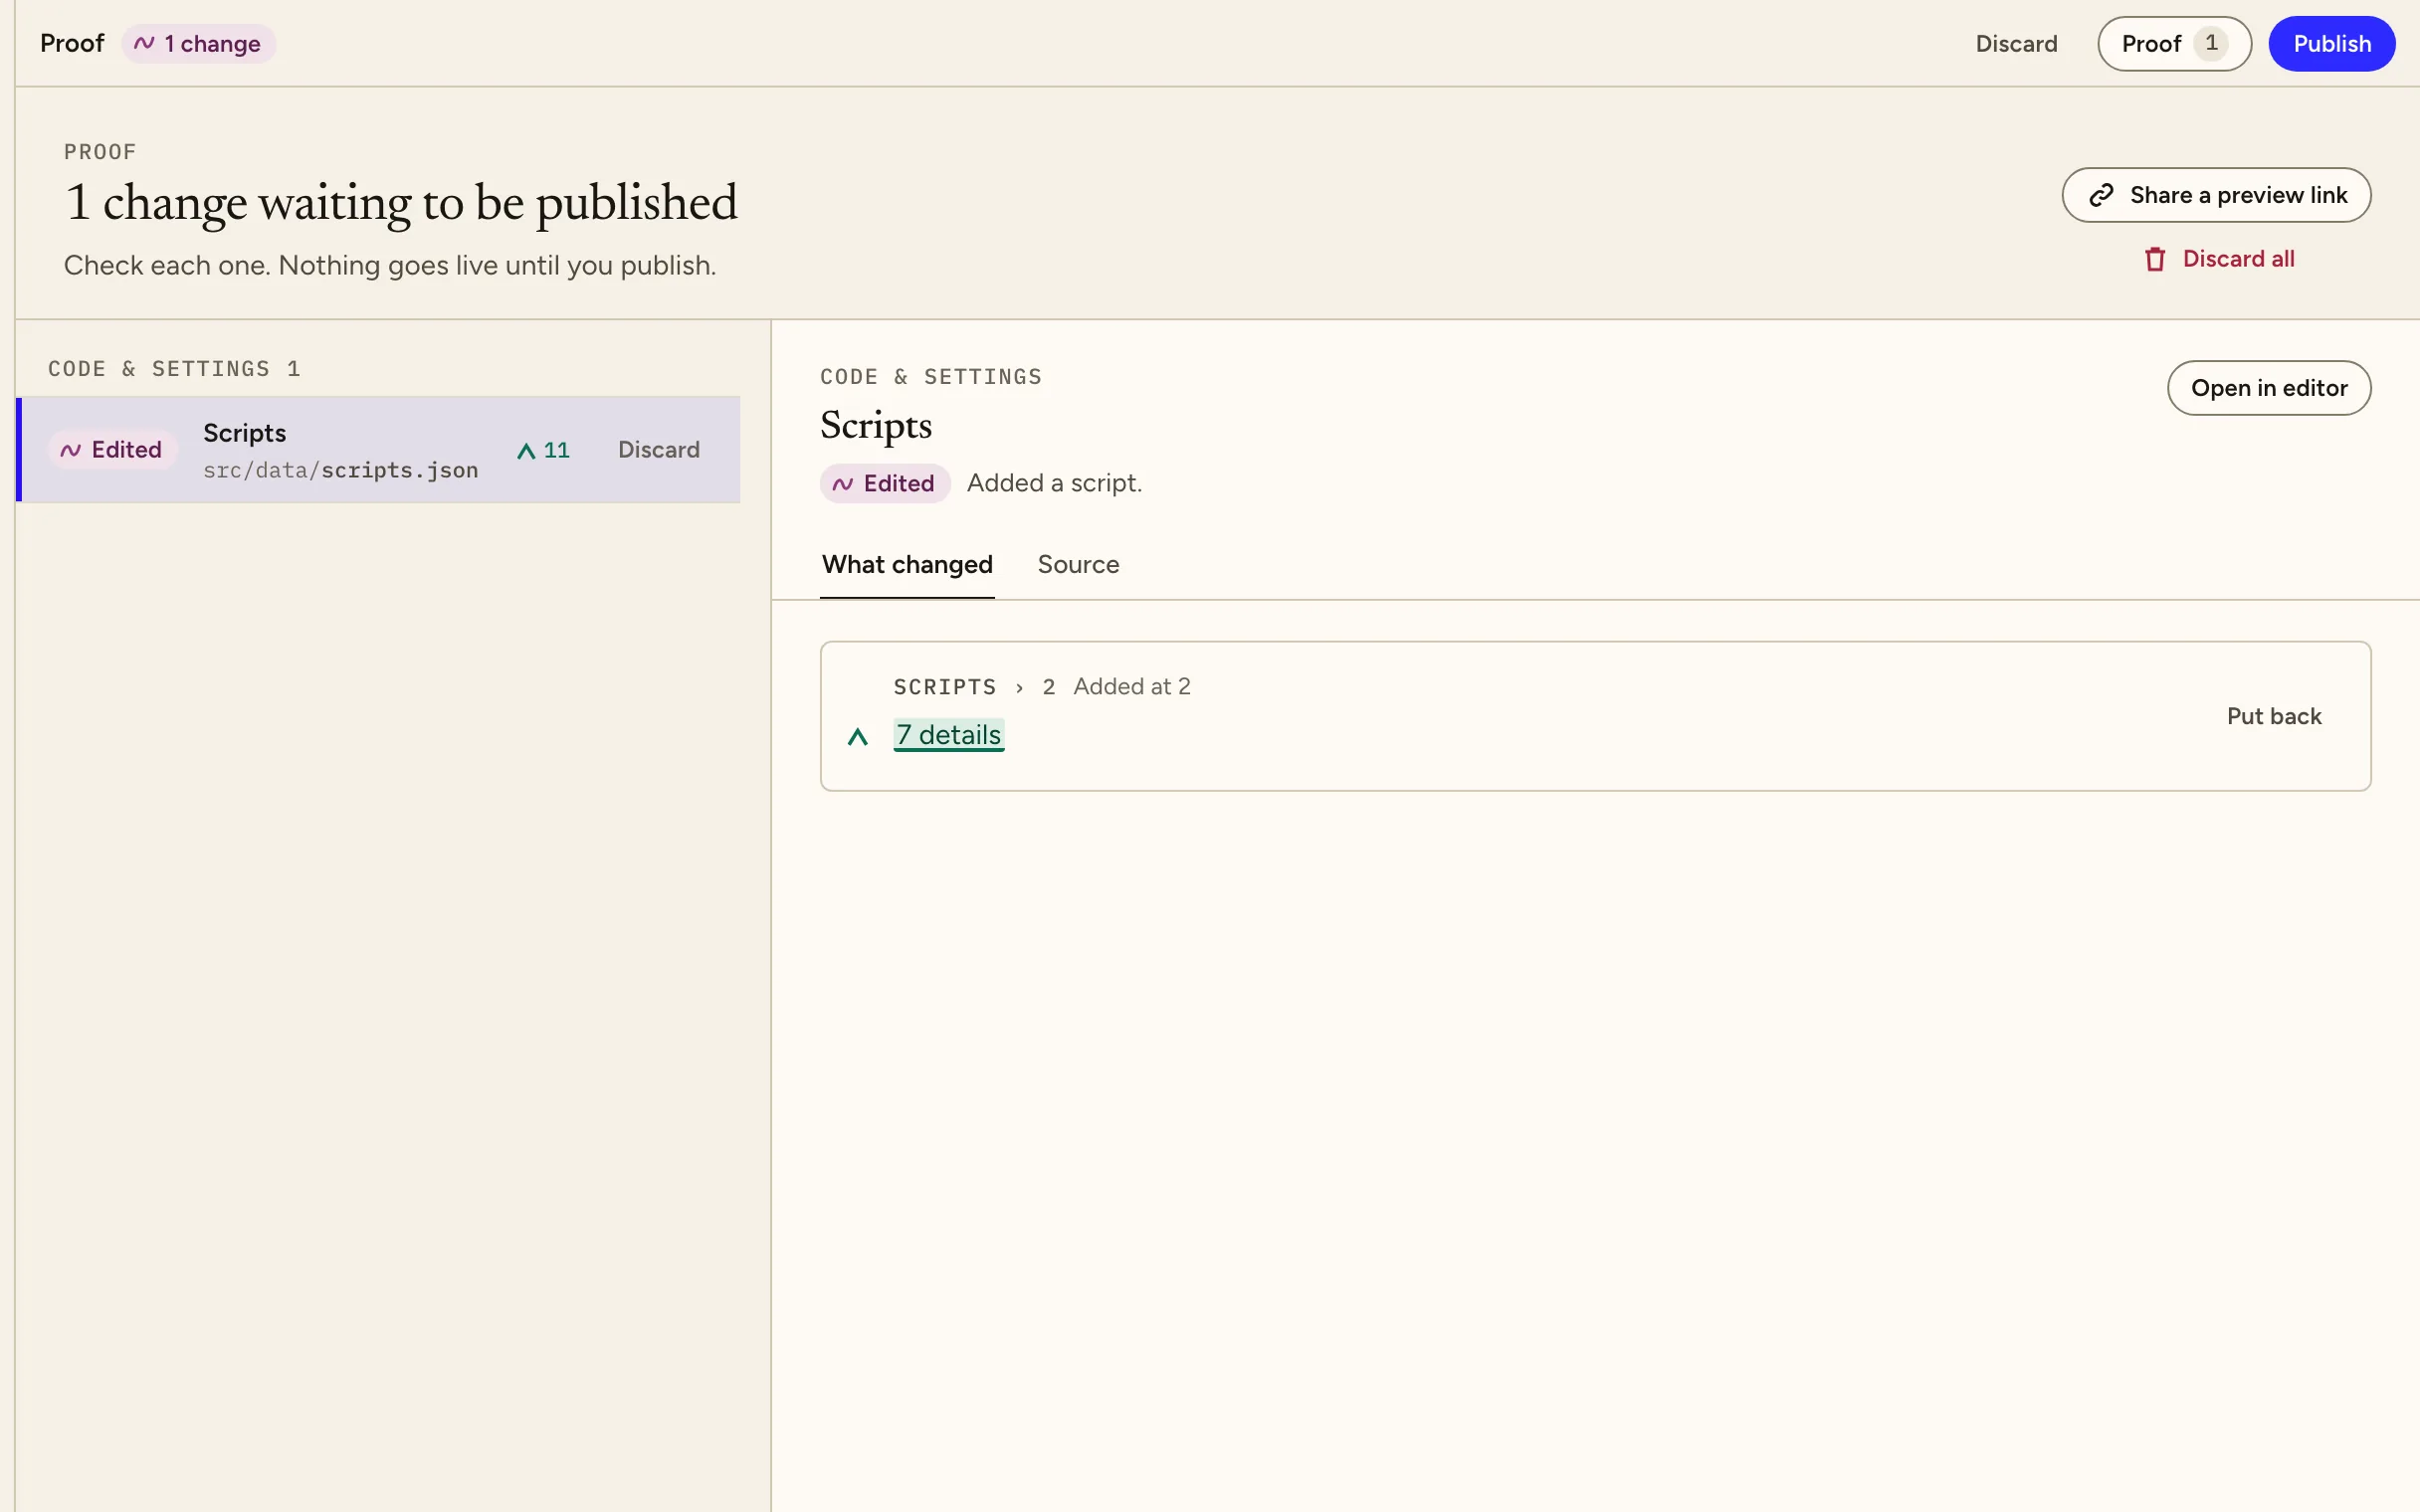 Proof 1 change Discard Proof 1 Publish
PROOF
1 change waiting to be published
Check each one. Nothing goes live until you publish.
Share a preview link
Discard all
CODE & SETTINGS 1
Edited Scripts 11 Discard
src/data/scripts.json
CODE & SETTINGS
Scripts
Edited Added a script.
Open in editor
What changed Source
SCRIPTS › 2 Added at 2
7 details
Put back